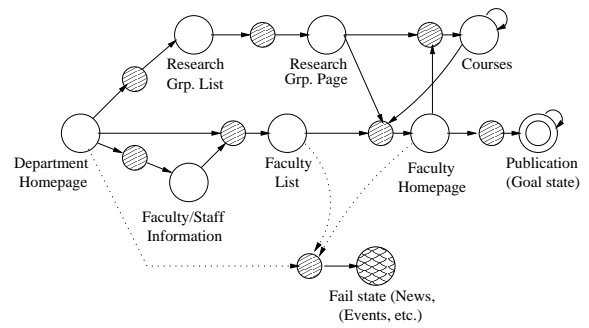 Research
Grp. List
Research
Grp. Page
Courses
Department
Homepage
Faculty
List
Faculty
Homepage
Publication
(Goal state)
Faculty/Staff
Information
Fail state (News,
(Events, etc.)